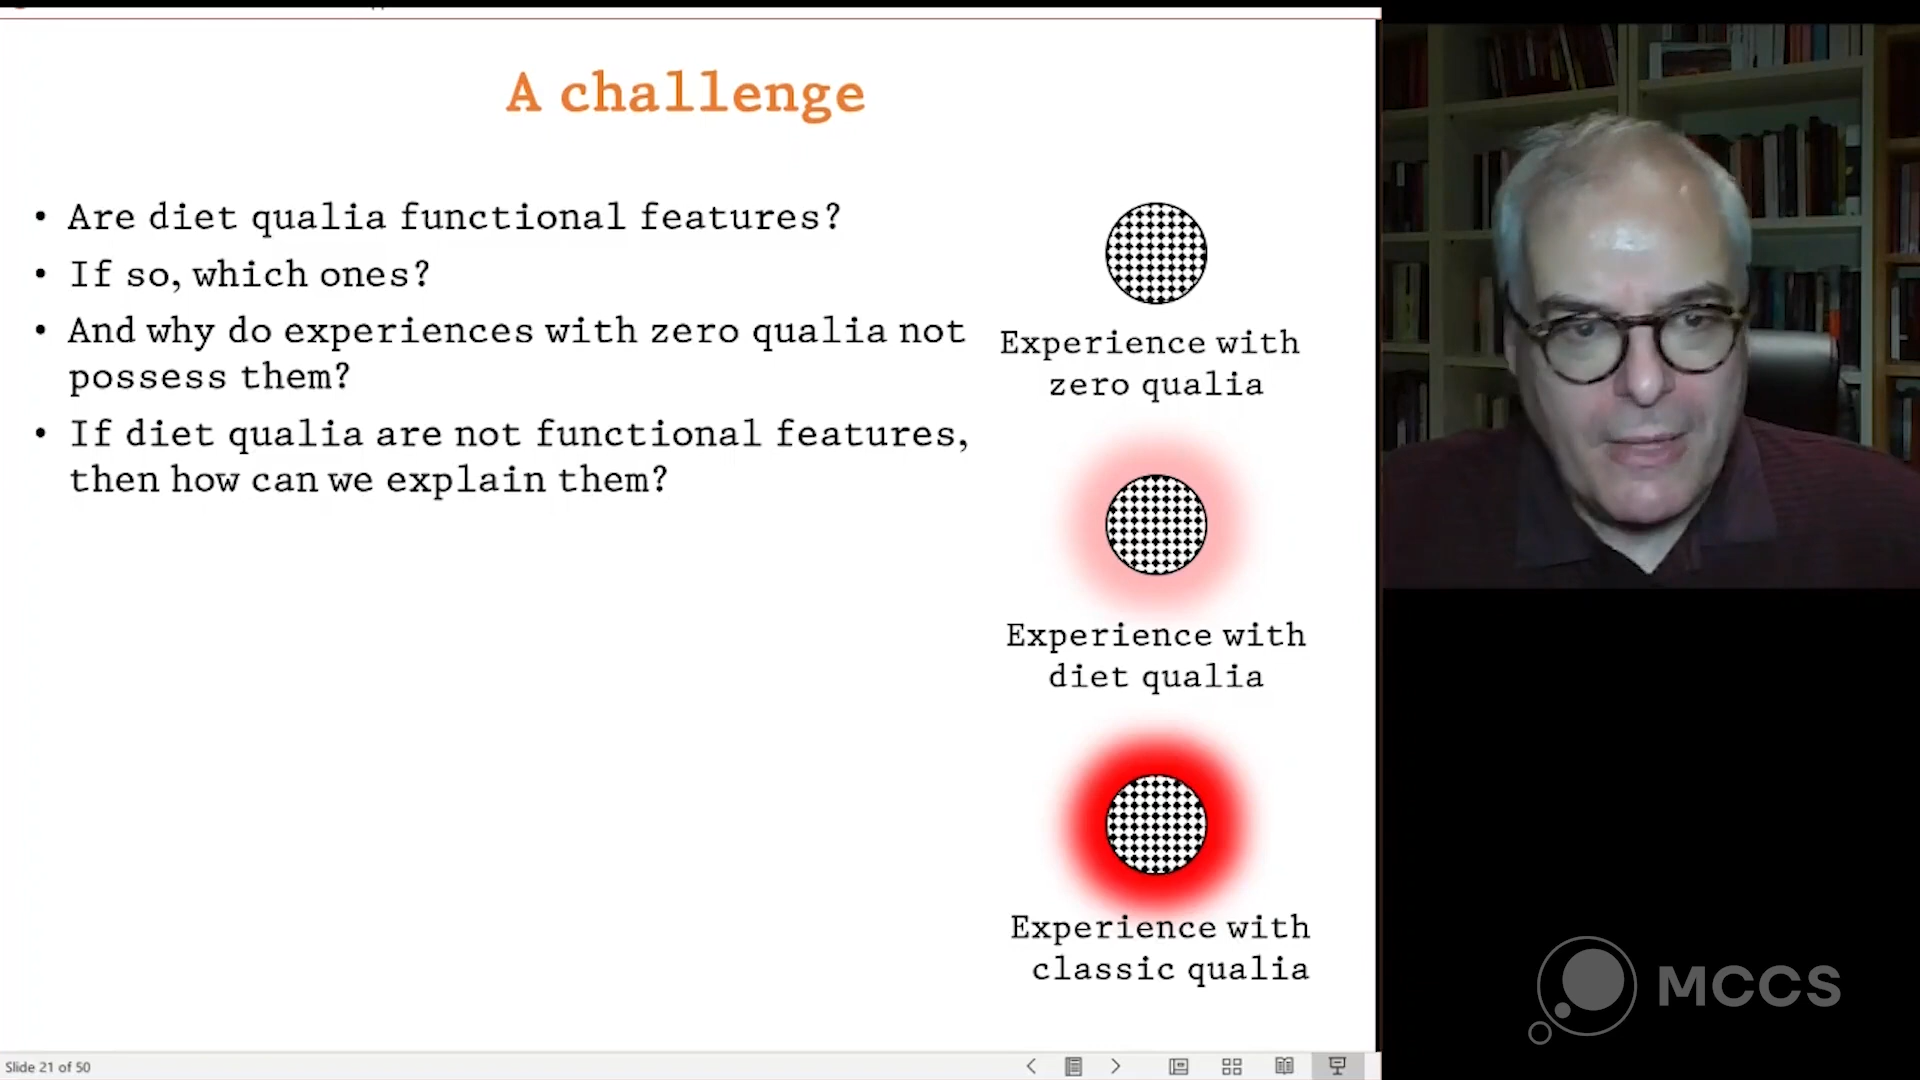 A challenge
• Are diet qualia functional features?
• If so, which ones?
• And why do experiences with zero qualia not
possess them?
• If diet qualia are not functional features,
then how can we explain them?
Experience with
zero qualia
Experience with
diet qualia
Experience with
classic qualia
MCCS
Slide 21 of 50